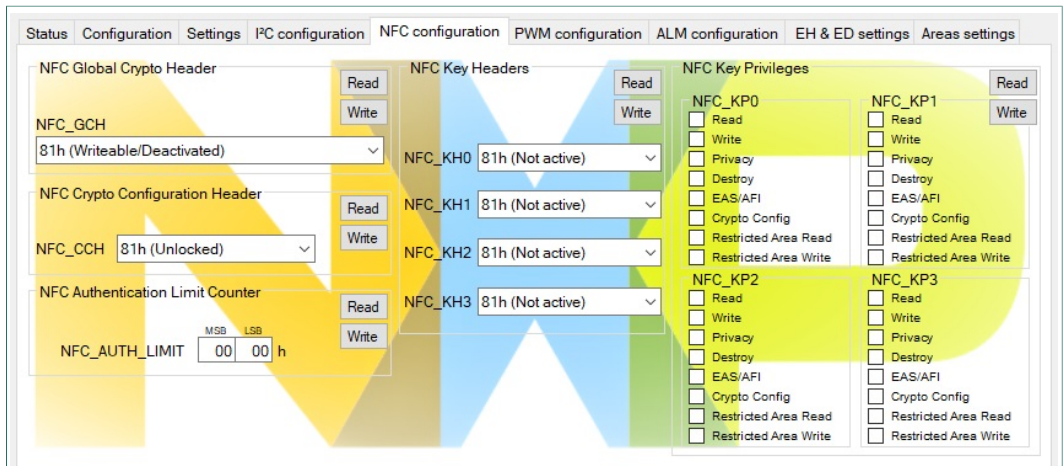 Status Configuration Settings I²C configuration NFC configuration PWM configuration ALM configuration EH & ED settings Areas settings
NFC Global Crypto Header
Read
Write
NFC_GCH
81h (Writeable/Deactivated)
NFC Crypto Configuration Header
Read
Write
NFC_CCH 81h (Unlocked)
NFC Authentication Limit Counter
Read
Write
MSB LSB
NFC_AUTH_LIMIT 00 00 h
NFC Key Headers
Read
Write
NFC_KH0 81h (Not active)
NFC_KH1 81h (Not active)
NFC_KH2 81h (Not active)
NFC_KH3 81h (Not active)
NFC Key Privileges
Read
Write
NFC_KP0
Read
Write
Privacy
Destroy
EAS/AFI
Crypto Config
Restricted Area Read
Restricted Area Write
NFC_KP1
Read
Write
Privacy
Destroy
EAS/AFI
Crypto Config
Restricted Area Read
Restricted Area Write
NFC_KP2
Read
Write
Privacy
Destroy
EAS/AFI
Crypto Config
Restricted Area Read
Restricted Area Write
NFC_KP3
Read
Write
Privacy
Destroy
EAS/AFI
Crypto Config
Restricted Area Read
Restricted Area Write
NXP